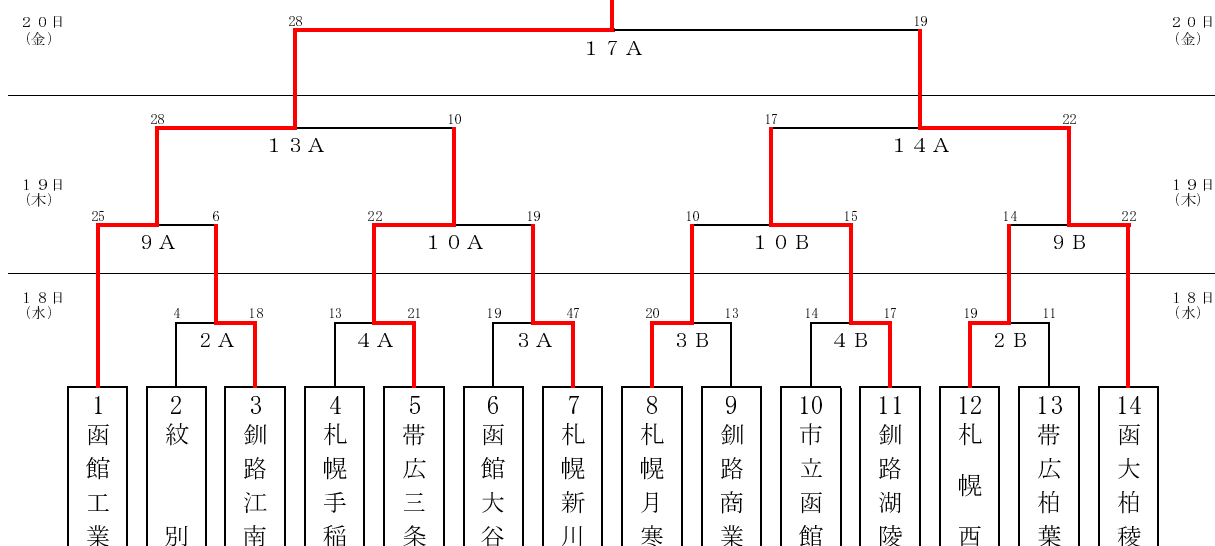 ２０日
（金）
28
19
２０日
（金）
１７Ａ
28
10
17
22
１３Ａ
１４Ａ
１９日
（木）
１９日
（木）
25
6
22
19
10
15
14
22
９Ａ
１０Ａ
１０Ｂ
９Ｂ
１８日
（水）
１８日
（水）
4
18
13
21
19
47
20
13
14
17
19
11
２Ａ
４Ａ
３Ａ
３Ｂ
４Ｂ
２Ｂ
1
函館工業
2
紋別
3
釧路江南
4
札幌手稲
5
帯広三条
6
函館大谷
7
札幌新川
8
札幌月寒
9
釧路商業
10
市立函館
11
釧路湖陵
12
札幌西
13
帯広柏葉
14
函大柏稜